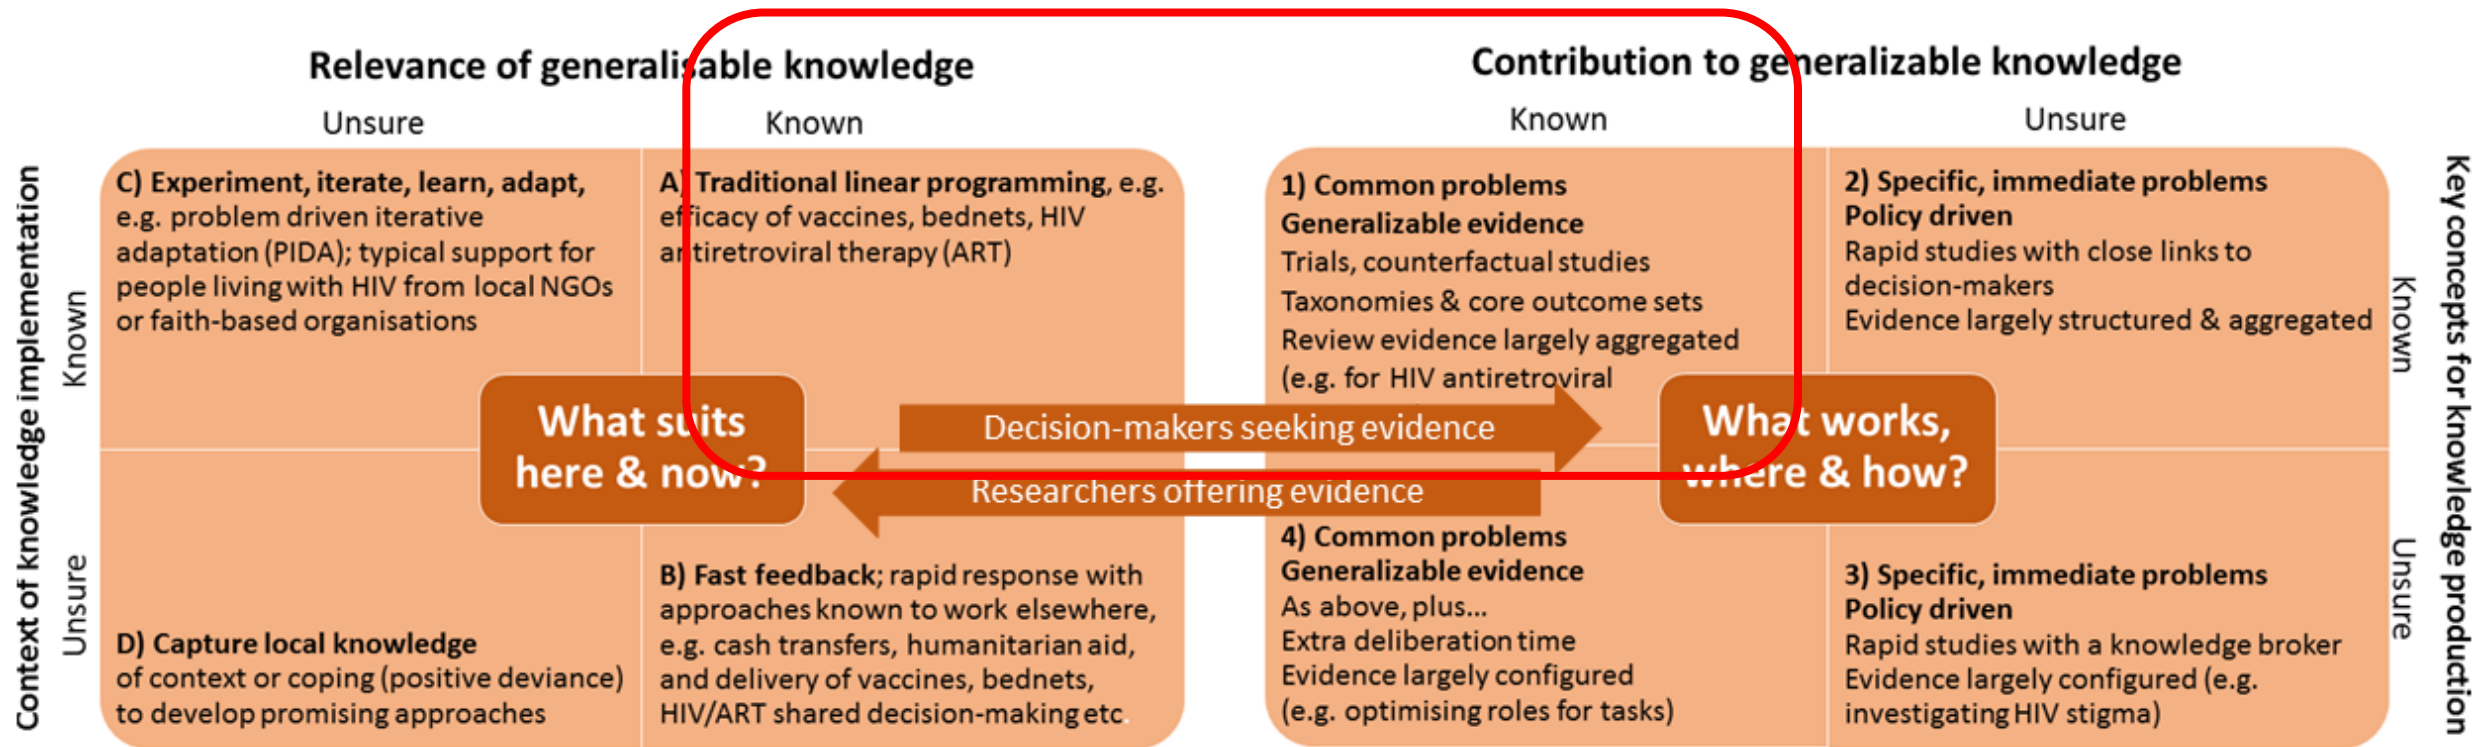 Relevance of generalisable knowledge
Unsure
Known
Context of knowledge implementation
Known
Unsure
C) Experiment, iterate, learn, adapt,
e.g. problem driven iterative
adaptation (PIDA); typical support for
people living with HIV from local NGOs
or faith-based organisations
A) Traditional linear programming, e.g.
efficacy of vaccines, bednets, HIV
antiretroviral therapy (ART)
What suits
here & now?
D) Capture local knowledge
of context or coping (positive deviance)
to develop promising approaches
B) Fast feedback; rapid response with
approaches known to work elsewhere,
e.g. cash transfers, humanitarian aid,
and delivery of vaccines, bednets,
HIV/ART shared decision-making etc.
Decision-makers seeking evidence
Researchers offering evidence
Contribution to generalizable knowledge
Known
Unsure
1) Common problems
Generalizable evidence
Trials, counterfactual studies
Taxonomies & core outcome sets
Review evidence largely aggregated
(e.g. for HIV antiretroviral
2) Specific, immediate problems
Policy driven
Rapid studies with close links to
decision-makers
Evidence largely structured & aggregated
What works,
where & how?
4) Common problems
Generalizable evidence
As above, plus...
Extra deliberation time
Evidence largely configured
(e.g. optimising roles for tasks)
3) Specific, immediate problems
Policy driven
Rapid studies with a knowledge broker
Evidence largely configured (e.g.
investigating HIV stigma)
Known
Unsure
Key concepts for knowledge production